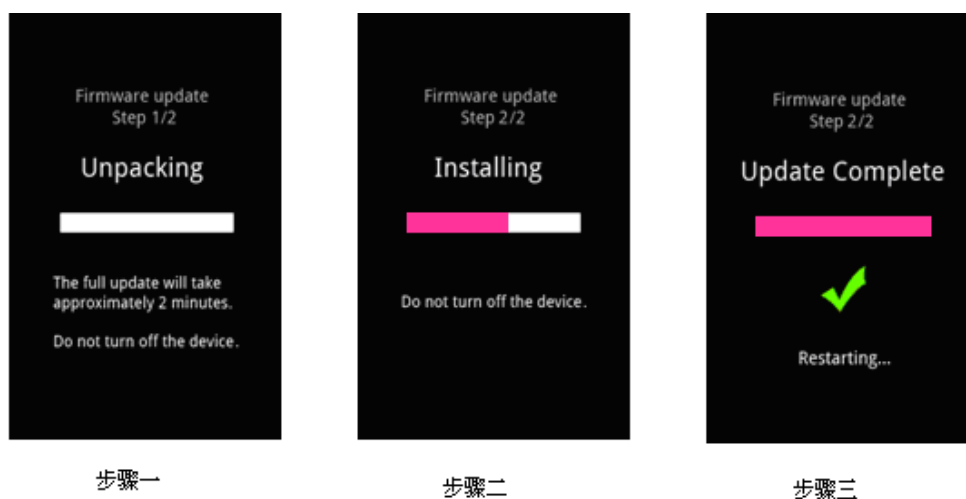 Firmware update
Step 1/2
Unpacking
The full update will take
approximately 2 minutes.
Do not turn off the device.
步骤一
Firmware update
Step 2/2
Installing
Do not turn off the device.
步骤二
Firmware update
Step 2/2
Update Complete
Restarting...
步骤三